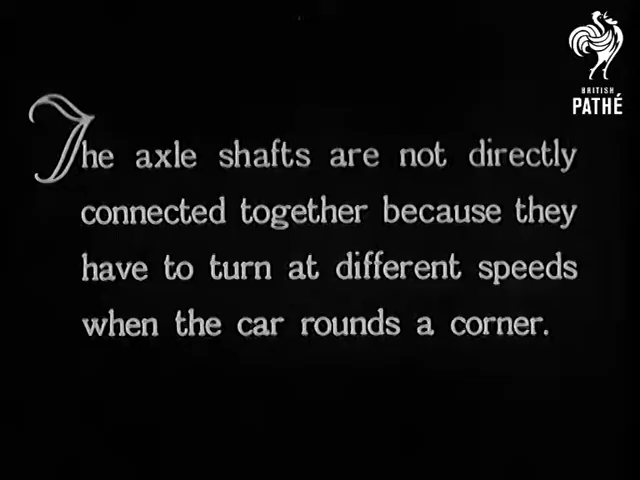 BRITISH
PATHÉ
The axle shafts are not directly
connected together because they
have to turn at different speeds
when the car rounds a corner.